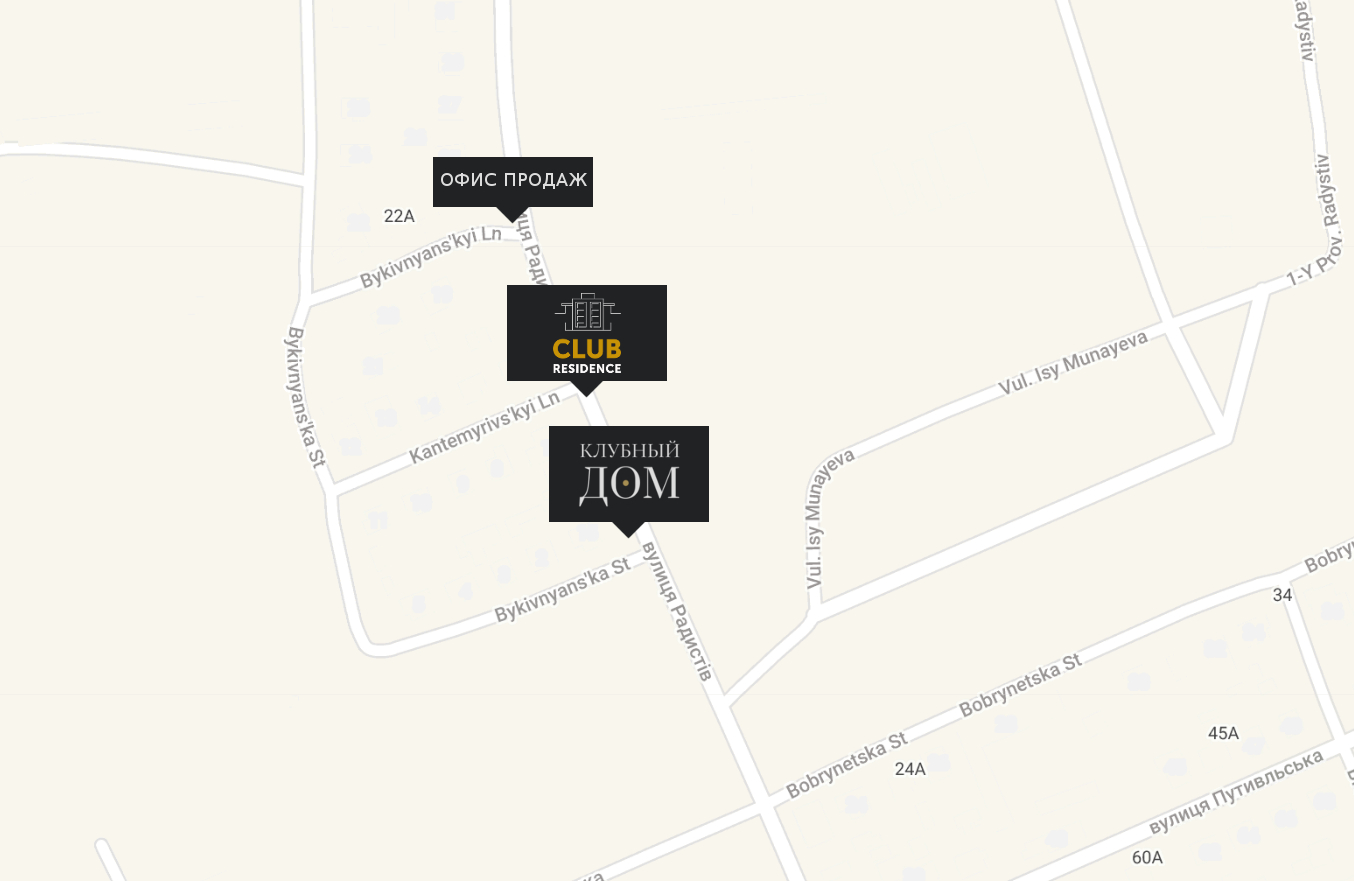 ОФИС ПРОДАЖ
22A
Bykivnyans'kyi Ln
Bykivnyans'ka St
CLUB
RESIDENCE
Kantemyrivs'kyi Ln
КЛУБНЫЙ
ДОМ
Bykivnyans'ka St
вулиця Радистів
Vul. Isy Munayeva
Vul. Isy Munayeva
1-Y Prov. Radystiv
Bobrynetska St
Bobrynetska St
34
45A
24A
вулиця Путивльська
60A